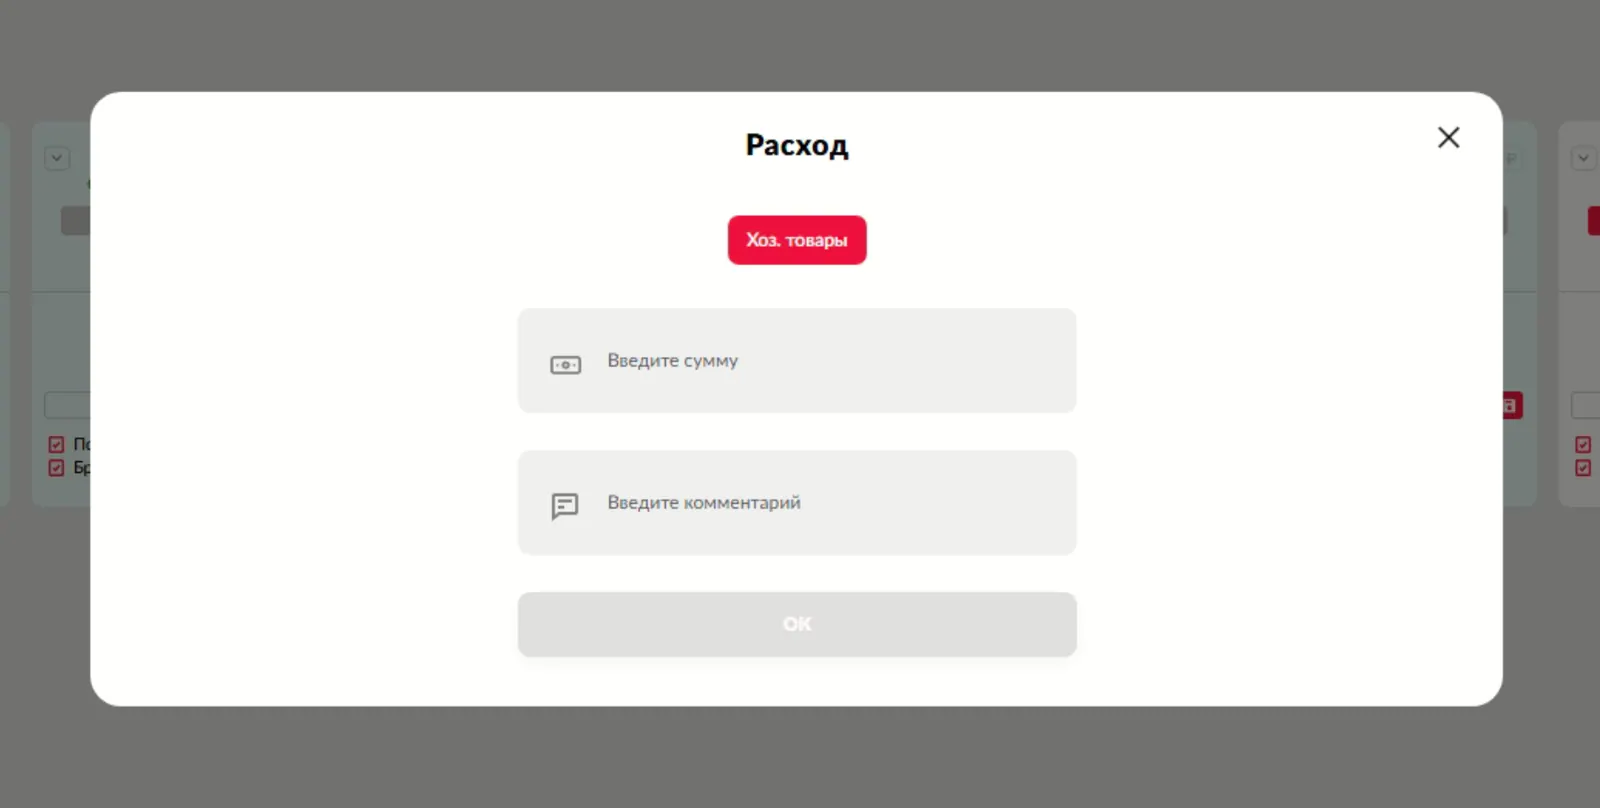 Расход
Хоз. товары
Введите сумму
Введите комментарий
ОК